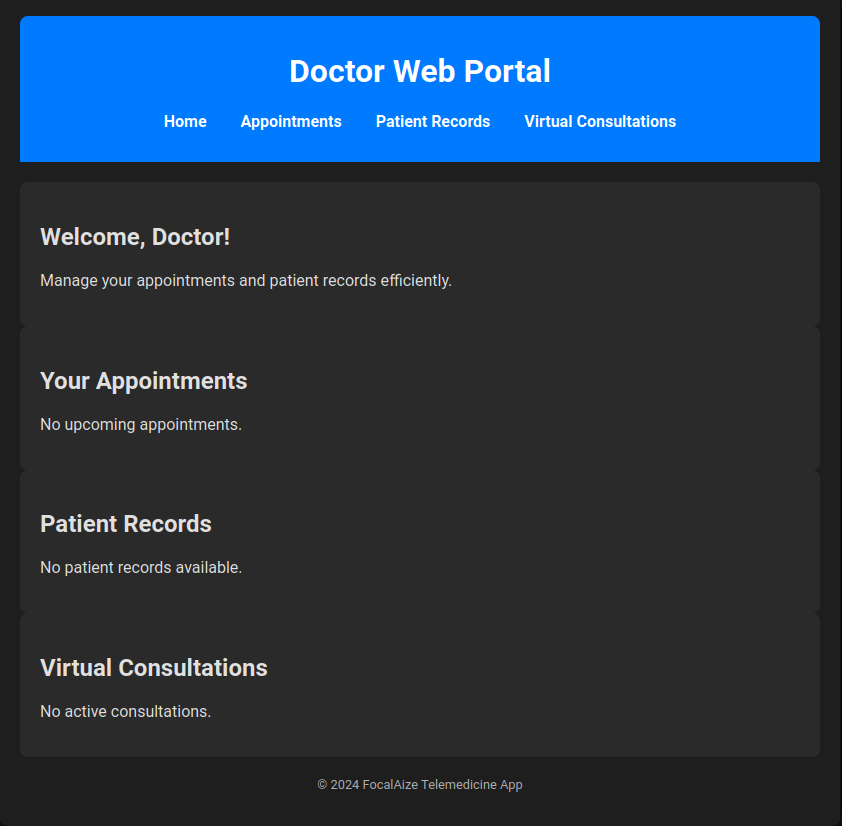 Doctor Web Portal
Home Appointments Patient Records Virtual Consultations
Welcome, Doctor!
Manage your appointments and patient records efficiently.
Your Appointments
No upcoming appointments.
Patient Records
No patient records available.
Virtual Consultations
No active consultations.
© 2024 FocalAize Telemedicine App